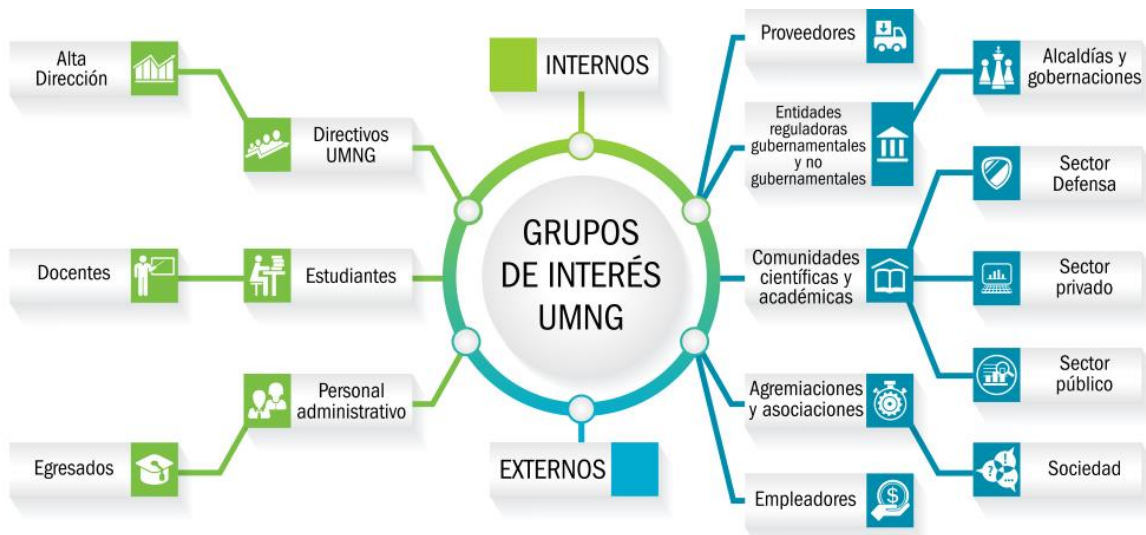 Alta
Dirección
Directivos
UMNG
Docentes
Estudiantes
Personal
administrativo
Egresados
INTERNOS
GRUPOS
DE INTERÉS
UMNG
EXTERNOS
Proveedores
Entidades
reguladoras
gubernamentales
y no
gubernamentales
Comunidades
científicas y
académicas
Agremiaciones
y asociaciones
Empleadores
Alcaldías y
gobernaciones
Sector
Defensa
Sector
privado
Sector
público
Sociedad